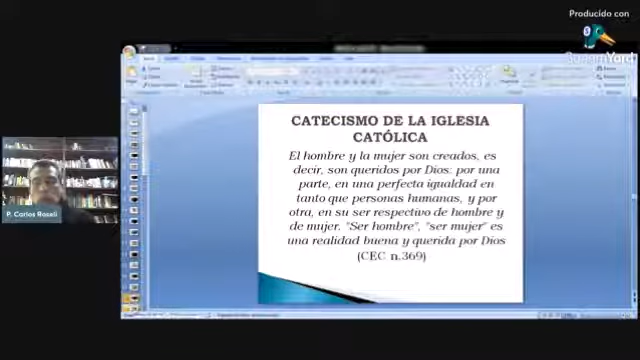 Producido con
StreamYard
CATECISMO DE LA IGLESIA
CATÓLICA
El hombre y la mujer son creados, es
decir, son queridos por Dios: por una
parte, en una perfecta igualdad en
tanto que personas humanas, y por
otra, en su ser respectivo de hombre y
de mujer. "Ser hombre", "ser mujer" es
una realidad buena y querida por Dios
(CEC n.369)
P. Carlos Roseli